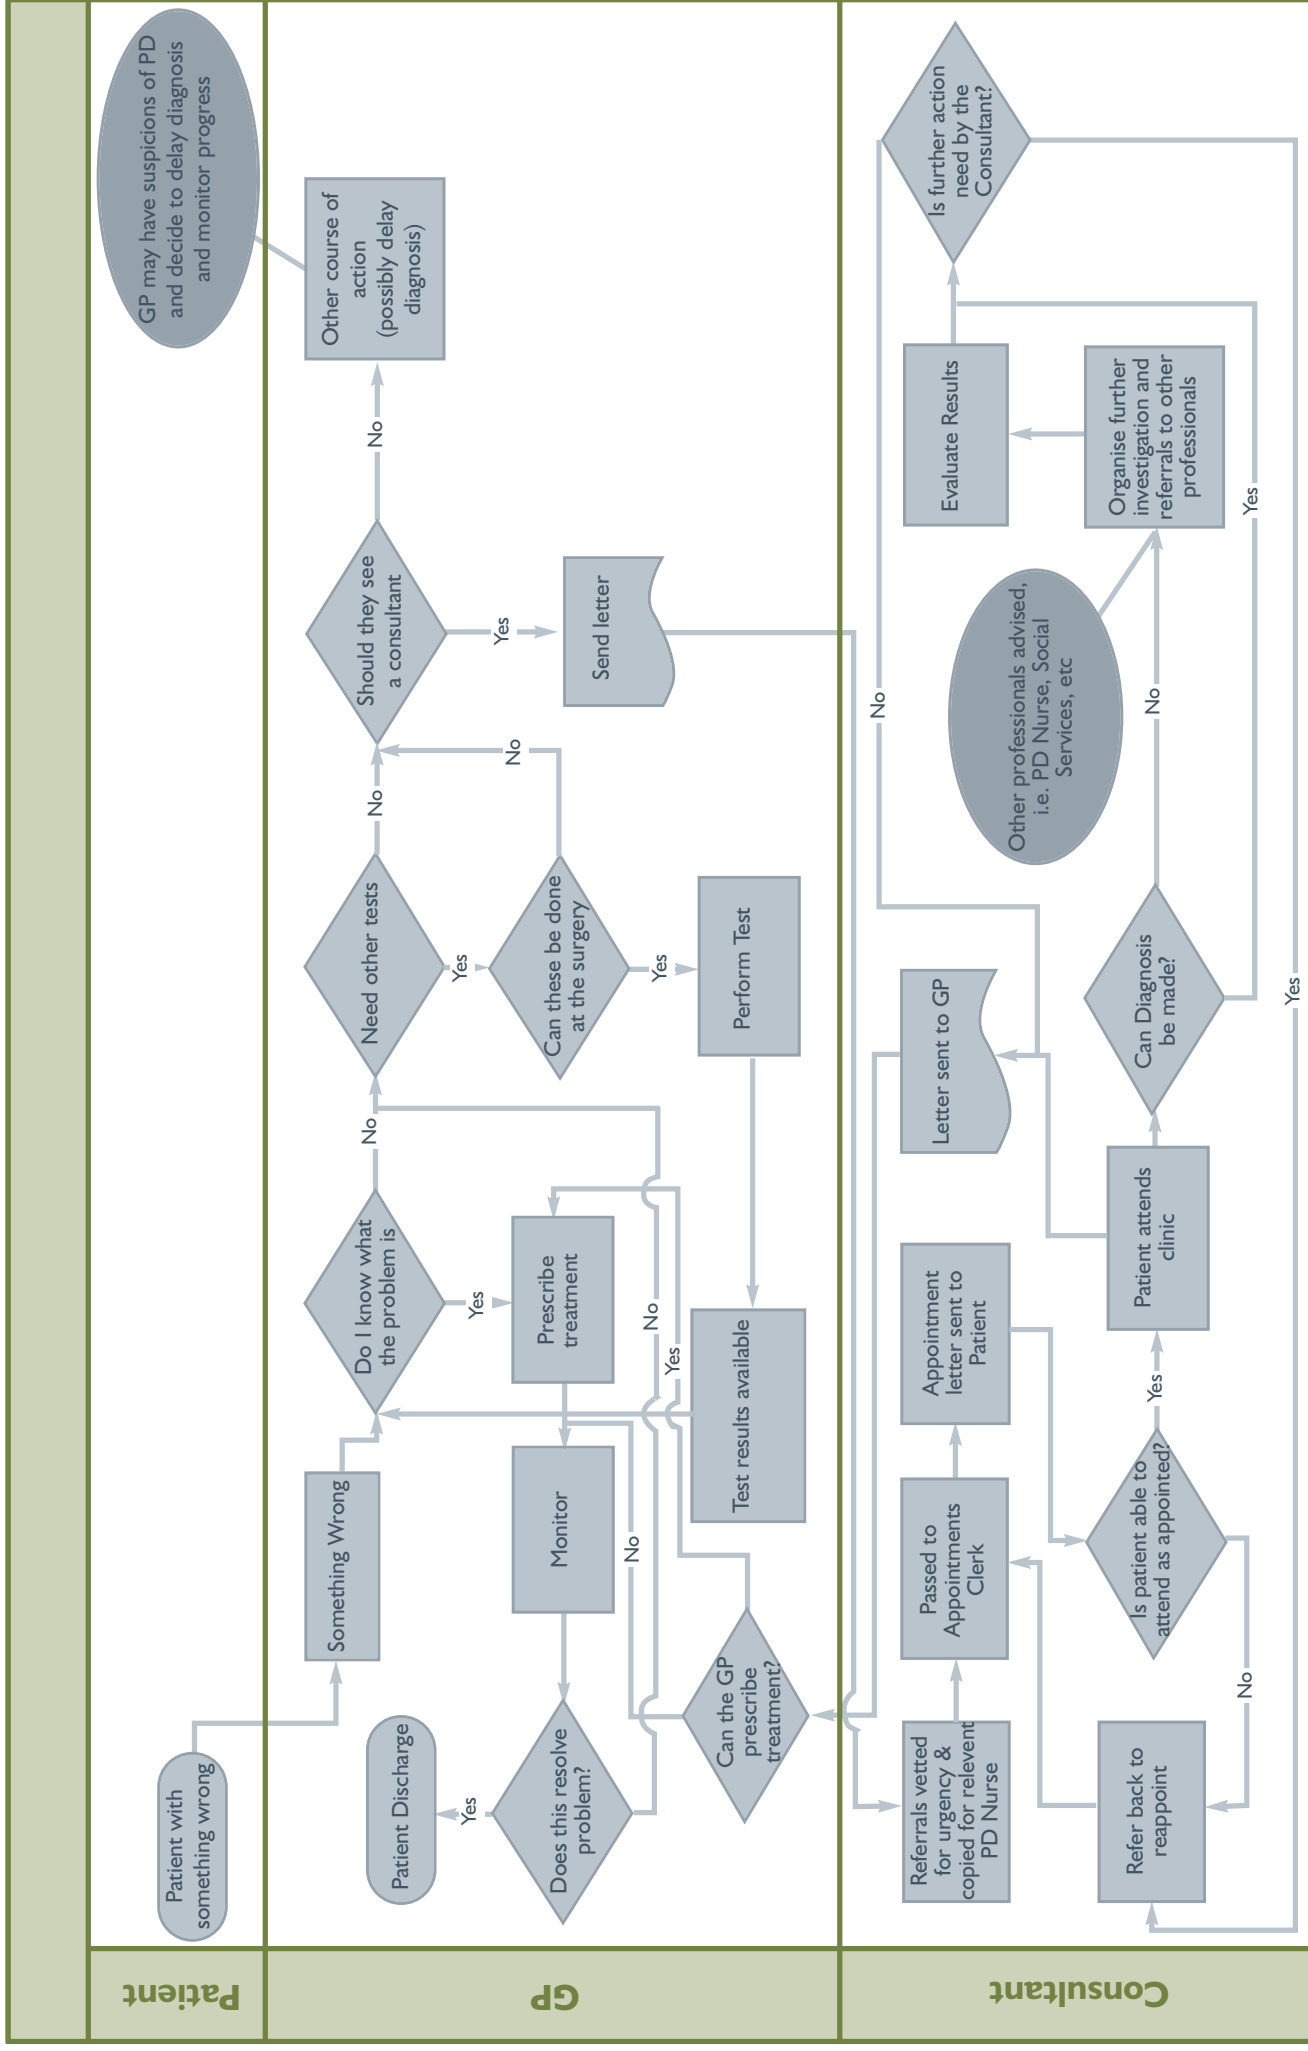 Patient
GP
Consultant
Patient with
something wrong
GP may have suspicions of PD
and decide to delay diagnosis
and monitor progress
Something Wrong
Do I know what
the problem is
No
Need other tests
No
Should they see
a consultant
No
Other course of
action
(possibly delay
diagnosis)
Patient Discharge
Yes
Does this resolve
problem?
Monitor
Yes
Prescribe
treatment
Yes
Can these be done
at the surgery
No
Yes
Send letter
No
No
Yes
Yes
Can the GP
prescribe
treatment?
Test results available
Perform Test
Referrals vetted
for urgency &
copied for relevent
PD Nurse
Passed to
Appointments
Clerk
Appointment
letter sent to
Patient
Letter sent to GP
No
Evaluate Results
Is further action
need by the
Consultant?
Other professionals advised,
i.e. PD Nurse, Social
Services, etc
Refer back to
reappoint
Is patient able to
attend as appointed?
Yes
Patient attends
clinic
Can Diagnosis
be made?
No
Organise further
investigation and
referrals to other
professionals
No
Yes
Yes